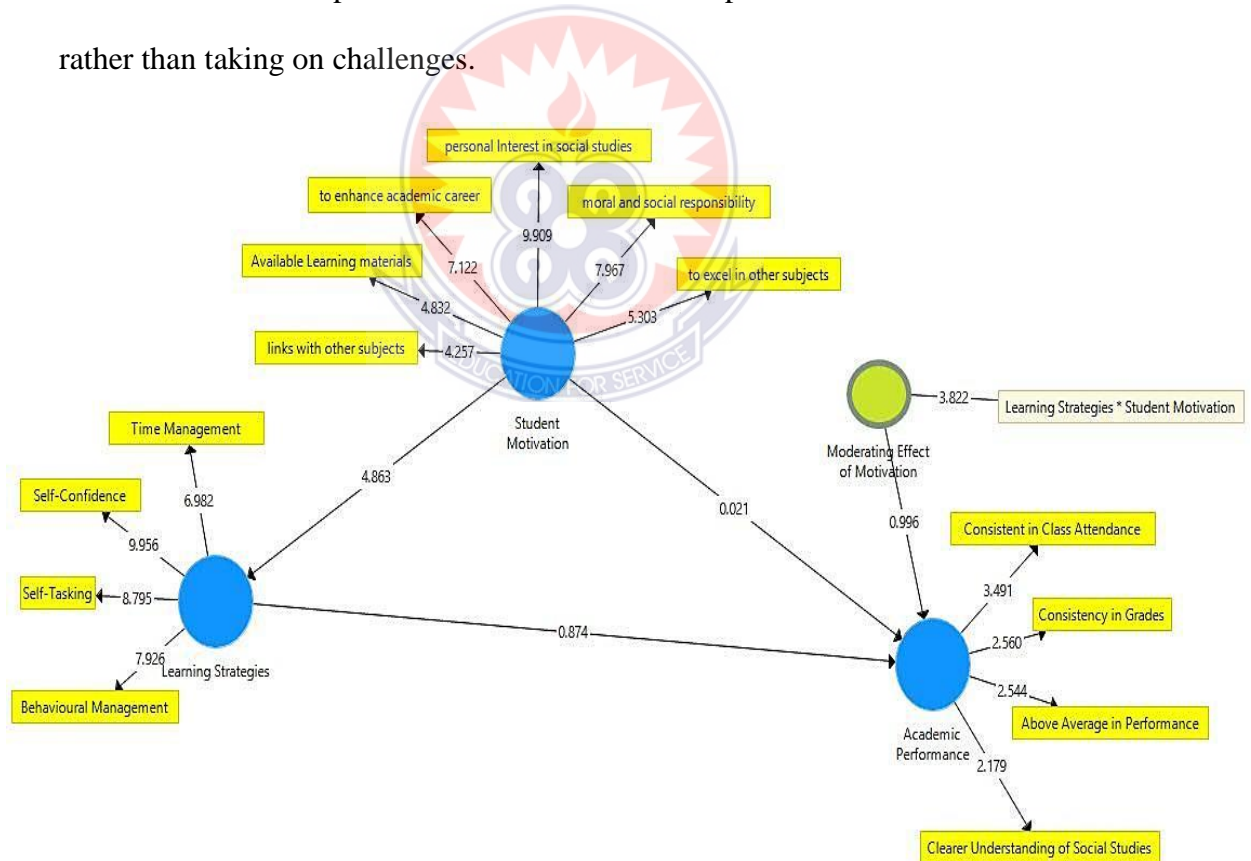 rather than taking on challenges.
personal Interest in social studies
to enhance academic career
moral and social responsibility
9.909
Available Learning materials
7.122
7.967
to excel in other subjects
4.832
5.303
links with other subjects
4.257
EDUCATION FOR SERVICE
3.822
Learning Strategies * Student Motivation
Student
Motivation
Time Management
Moderating Effect
of Motivation
4.863
Self-Confidence
6.982
0.021
0.996
Consistent in Class Attendance
9.956
Self-Tasking
8.795
3.491
Consistency in Grades
0.874
2.560
7.926
Learning Strategies
2.544
Behavioural Management
Above Average in Performance
Academic
Performance
2.179
Clearer Understanding of Social Studies